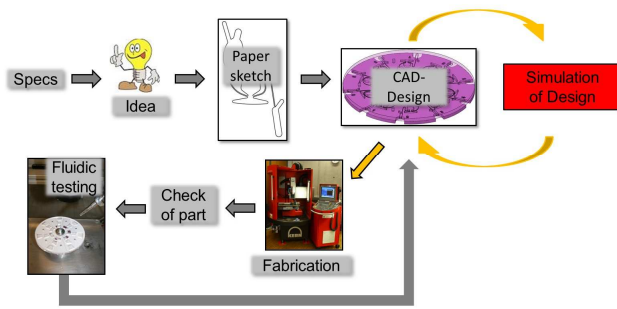 Specs
Idea
Paper
sketch
CAD-
Design
Simulation
of Design
Fluidic
testing
Check
of part
Fabrication